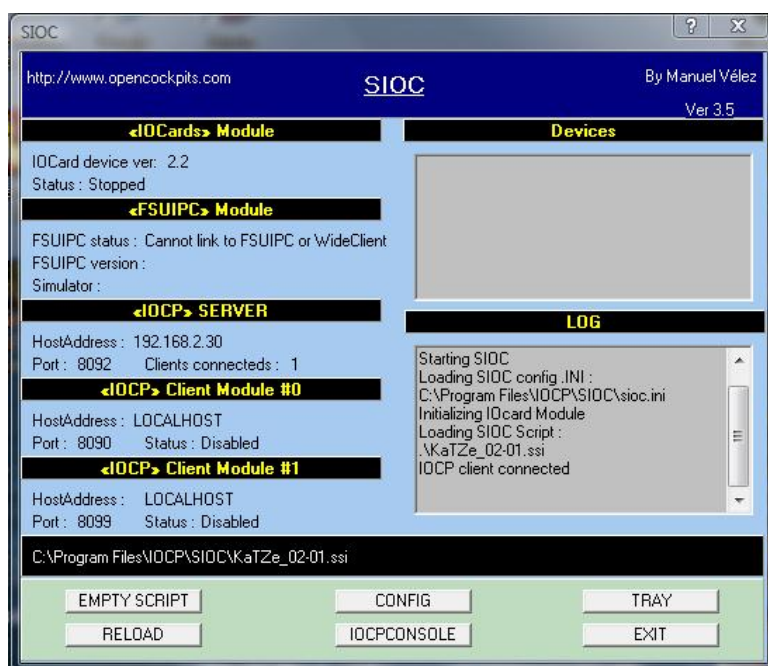 SIOC
http://www.opencockpits.com
SIOC
By Manuel Vélez
Ver 3.5
«IOCards» Module
IOCard device ver: 2.2
Status : Stopped
«FSUIPC» Module
FSUIPC status : Cannot link to FSUIPC or WideClient
FSUIPC version :
Simulator :
«IOCP» SERVER
HostAddress : 192.168.2.30
Port : 8092 Clients connecteds : 1
«IOCP» Client Module #0
HostAddress : LOCALHOST
Port : 8090 Status : Disabled
«IOCP» Client Module #1
HostAddress : LOCALHOST
Port : 8099 Status : Disabled
Devices
LOG
Starting SIOC
Loading SIOC config .INI :
C:\Program Files\IOCP\SIOC\sioc.ini
Initializing IOcard Module
Loading SIOC Script :
.\KaTZe_02-01.ssi
IOCP client connected
C:\Program Files\IOCP\SIOC\KaTZe_02-01.ssi
EMPTY SCRIPT
CONFIG
TRAY
RELOAD
IOCPCONSOLE
EXIT